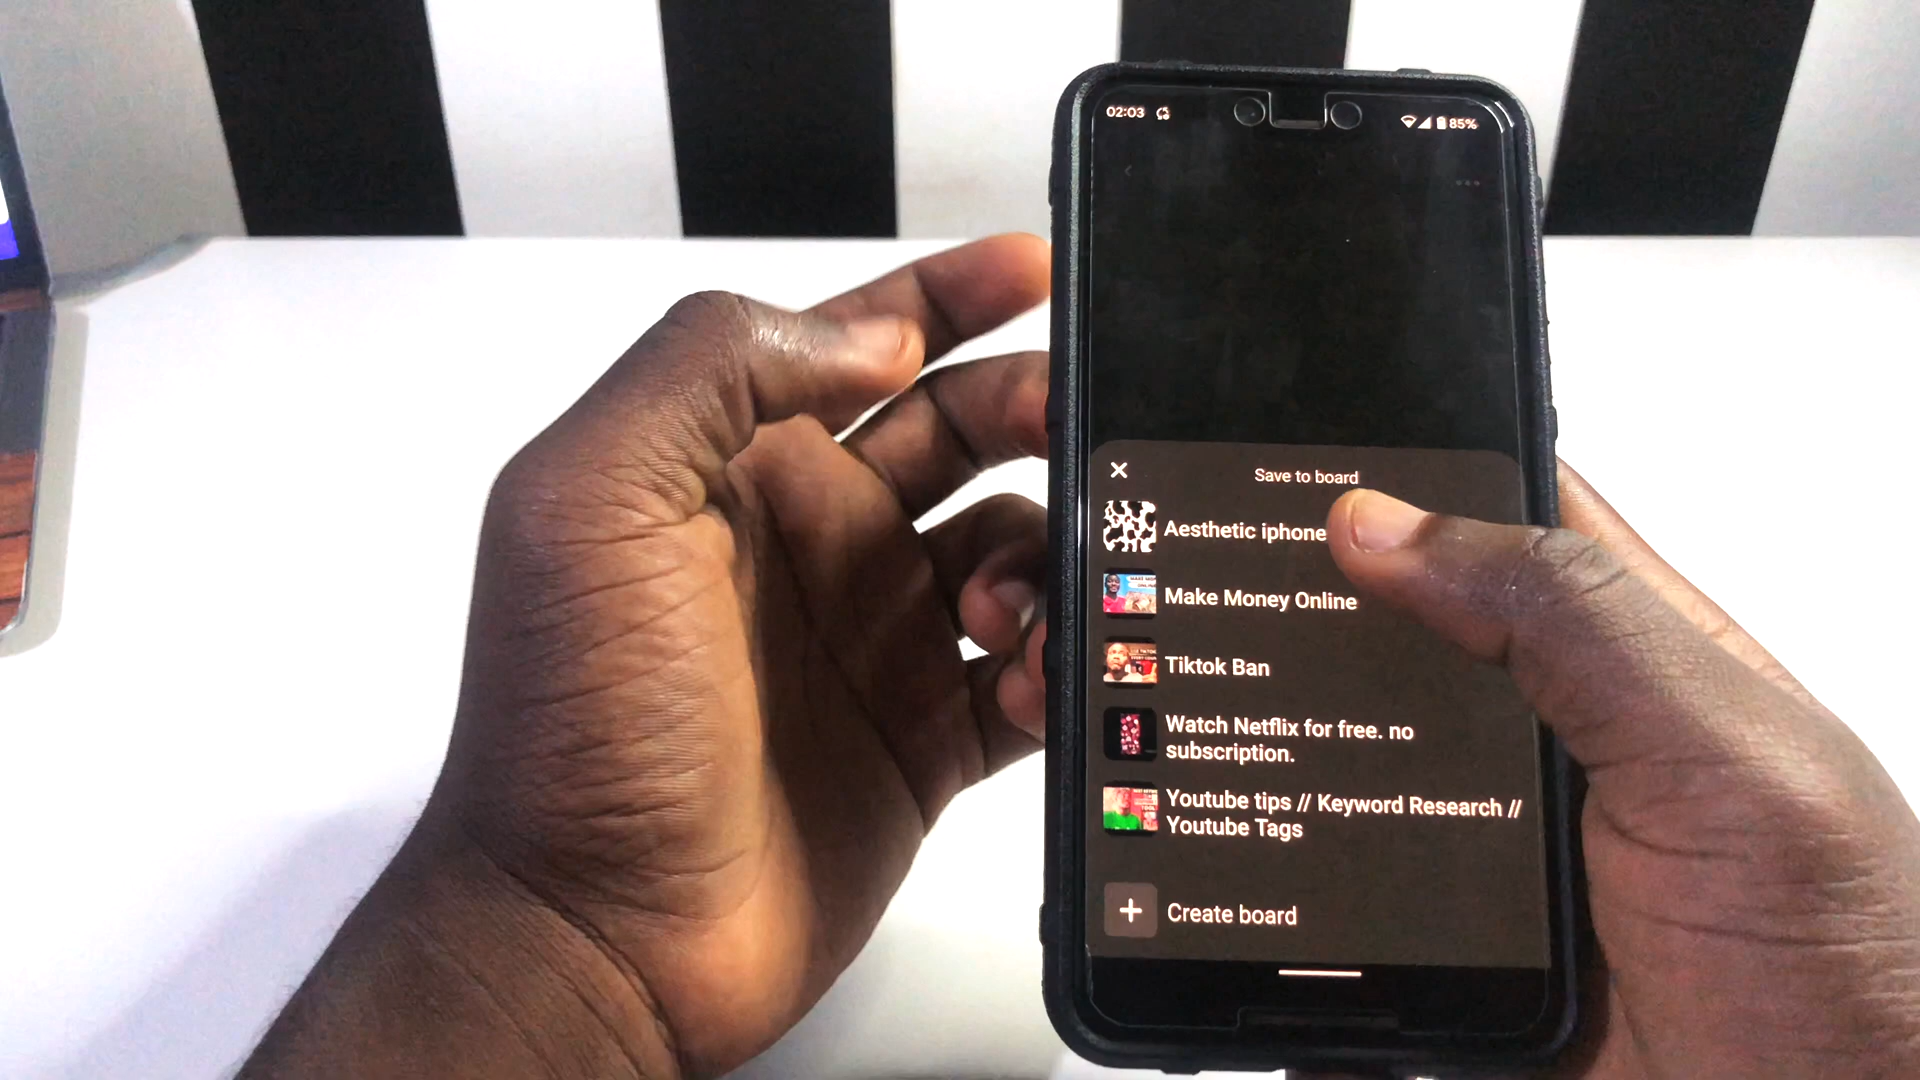 02:03
85%
Save to board
Aesthetic iphone
Make Money Online
Tiktok Ban
Watch Netflix for free. no
subscription.
Youtube tips // Keyword Research //
Youtube Tags
Create board